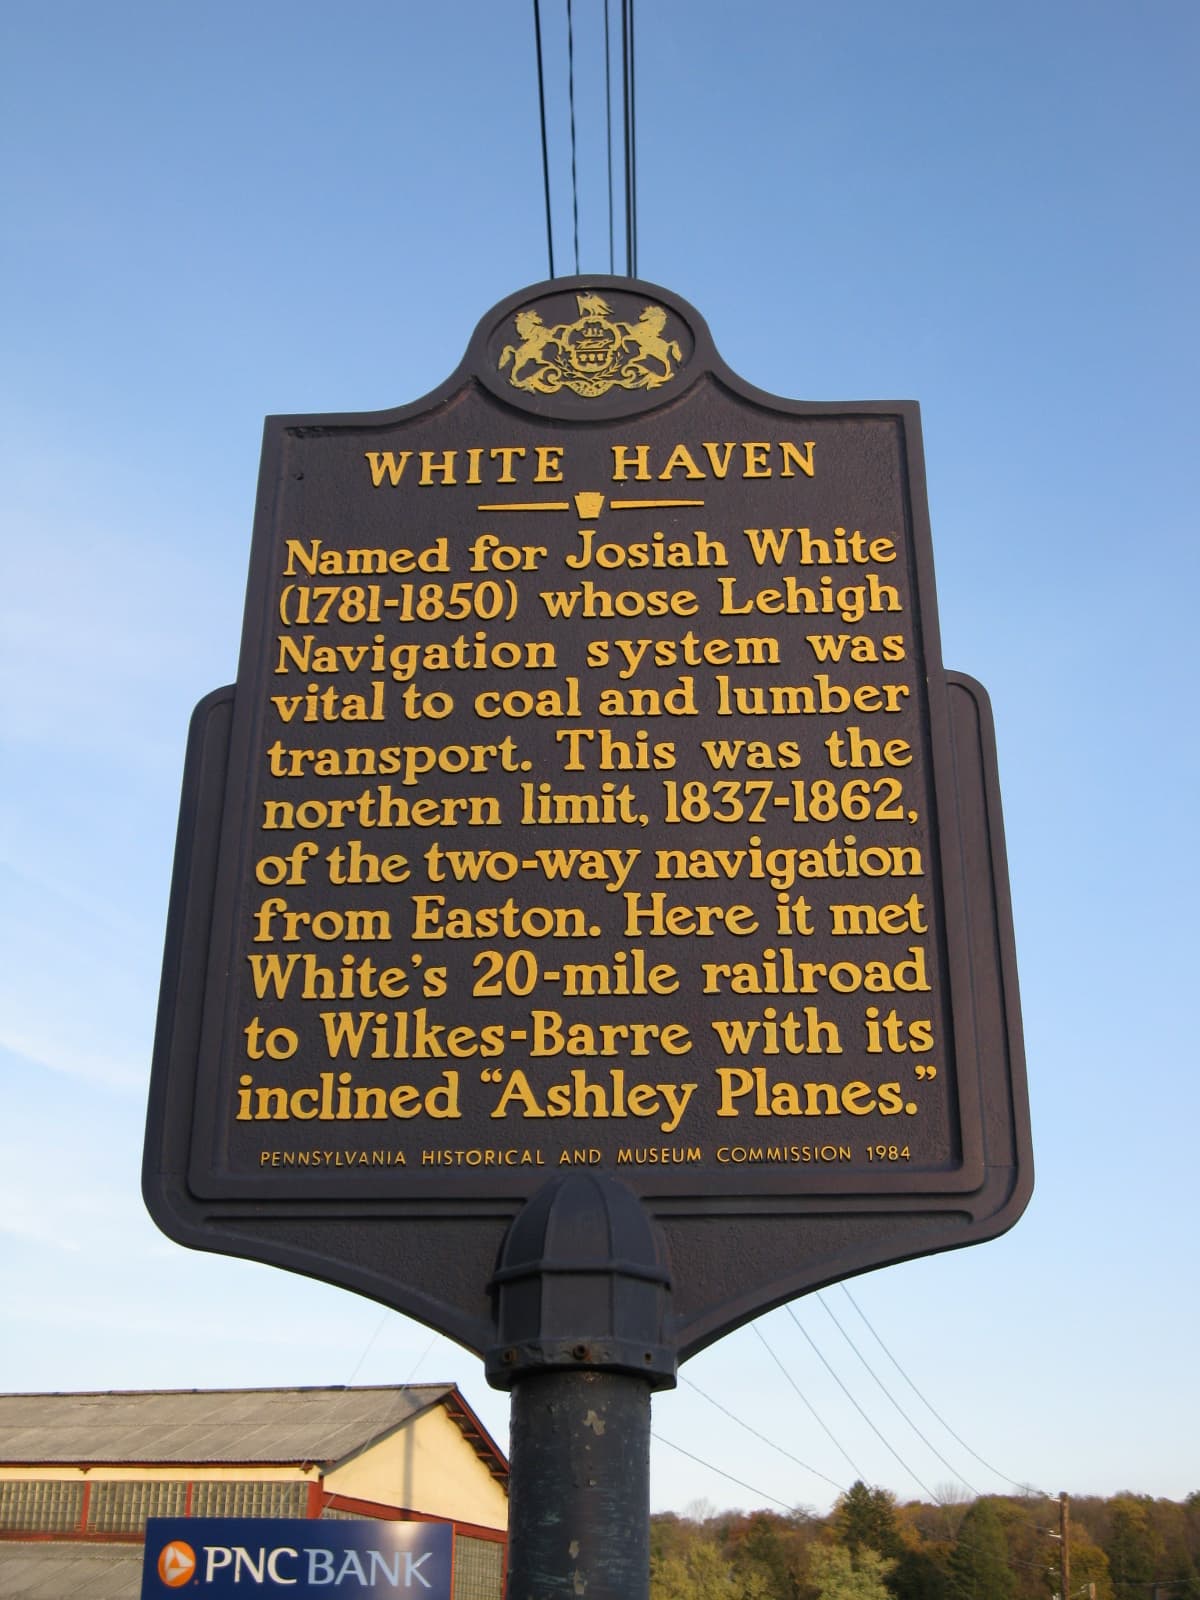 WHITE HAVEN
Named for Josiah White
(1781-1850) whose Lehigh
Navigation system was
vital to coal and lumber
transport. This was the
northern limit, 1837-1862,
of the two-way navigation
from Easton. Here it met
White's 20-mile railroad
to Wilkes-Barre with its
inclined “Ashley Planes.”
PENNSYLVANIA HISTORICAL AND MUSEUM COMMISSION 1984
PNC BANK